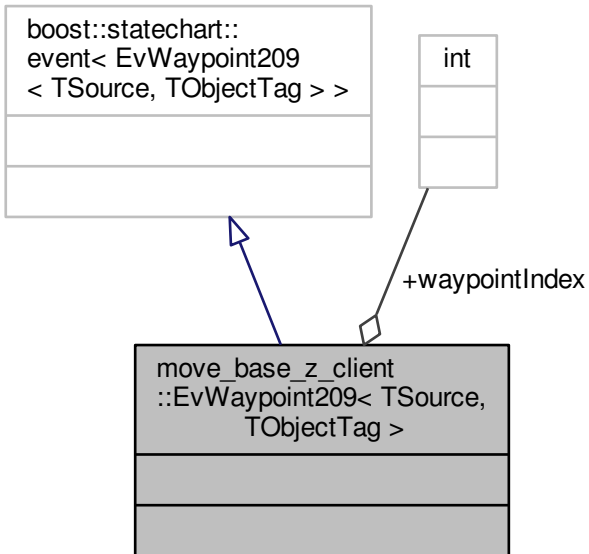 boost::statechart::
event< EvWaypoint209
< TSource, TObjectTag > >
int
+waypointIndex
move_base_z_client
::EvWaypoint209< TSource,
TObjectTag >